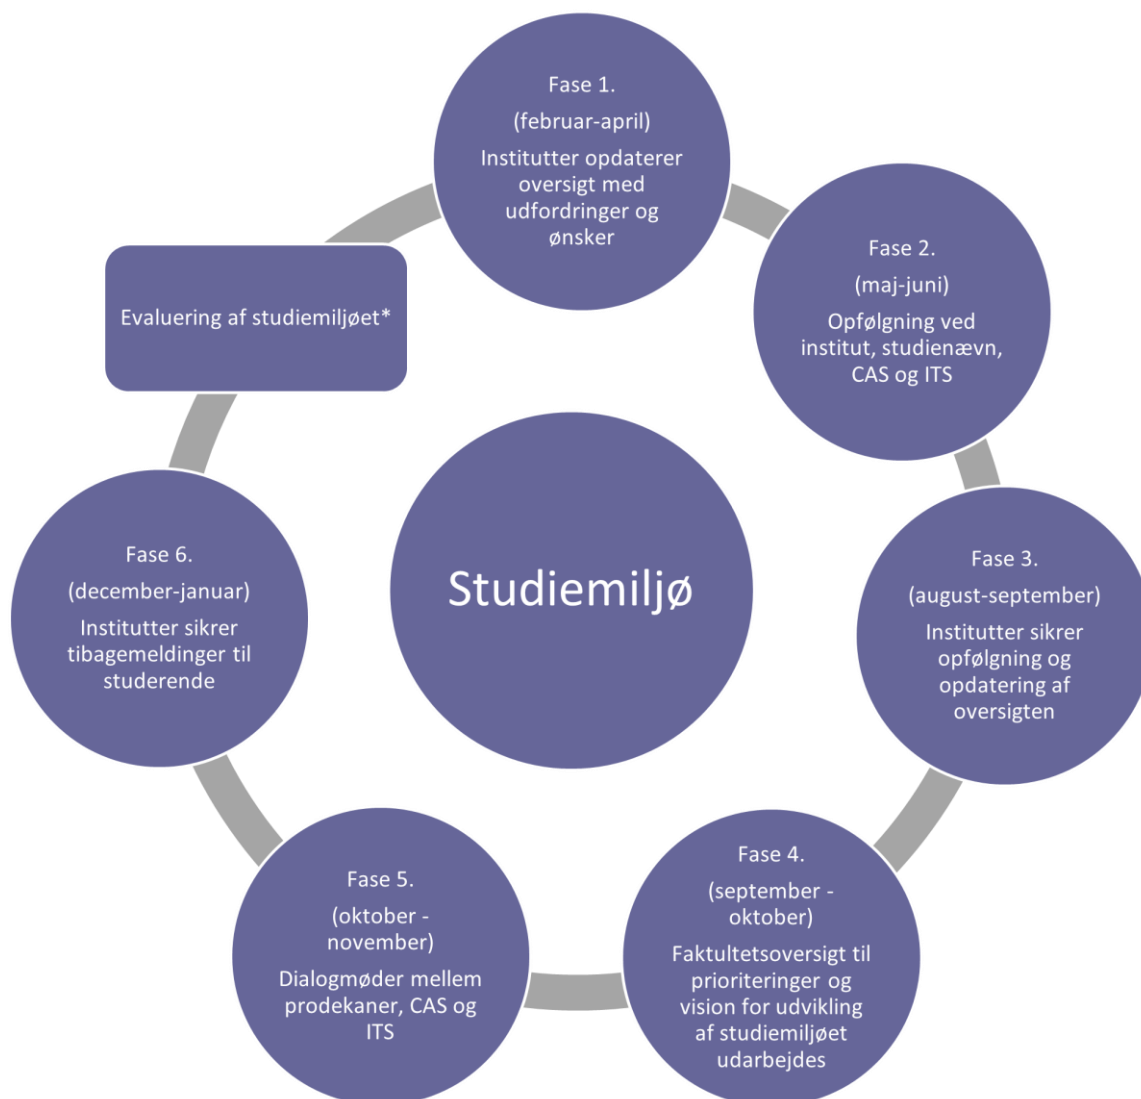 Fase 1.
(februar-april)
Institutter opdaterer
oversigt med
udfordringer og
ønsker
Fase 2.
(maj-juni)
Opfølgning ved
institut, studienævn,
CAS og ITS
Fase 3.
(august-september)
Institutter sikrer
opfølgning og
opdatering af
oversigten
Fase 4.
(september -
oktober)
Faktultetsoversigt til
prioriteringer og
vision for udvikling
af studiemiljøet
udarbejdes
Fase 5.
(oktober -
november)
Dialogmøder mellem
prodekaner, CAS og
ITS
Fase 6.
(december-januar)
Institutter sikrer
tibagemeldinger til
studerende
Evaluering af studiemiljøet*
Studiemiljø